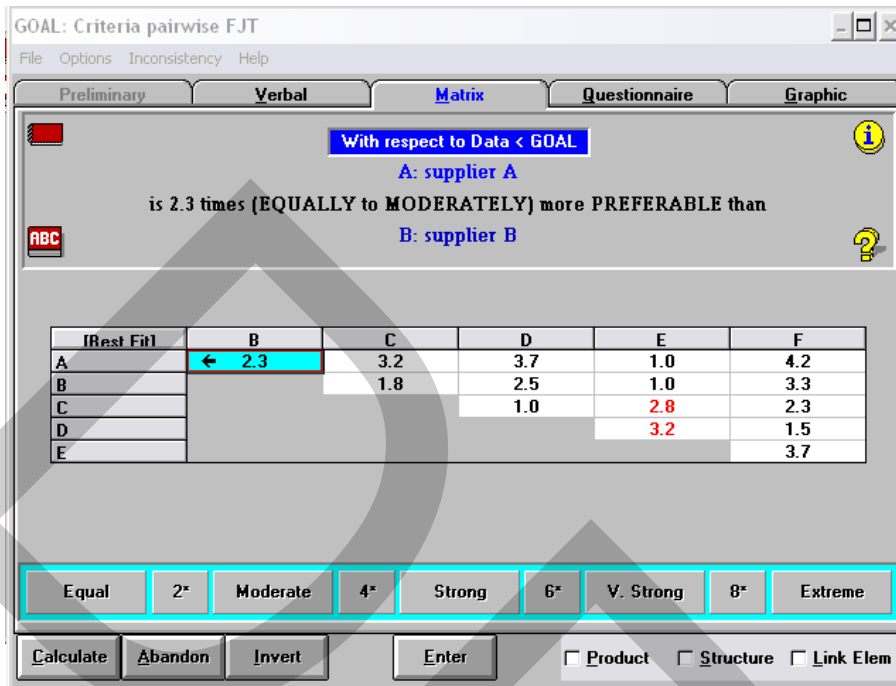 GOAL: Criteria pairwise FJT
File Options Inconsistency Help
Preliminary Verbal Matrix Questionnaire Graphic
With respect to Data < GOAL
A: supplier A
is 2.3 times (EQUALLY to MODERATELY) more PREFERABLE than
ABC
B: supplier B
[Best Fit] B C D E F
A ← 2.3 3.2 3.7 1.0 4.2
B 1.8 2.5 1.0 3.3
C 1.0 2.8 2.3
D 3.2 1.5
E 3.7
Equal 2* Moderate 4* Strong 6* V. Strong 8* Extreme
Calculate Abandon Invert Enter Product Structure Link Elem